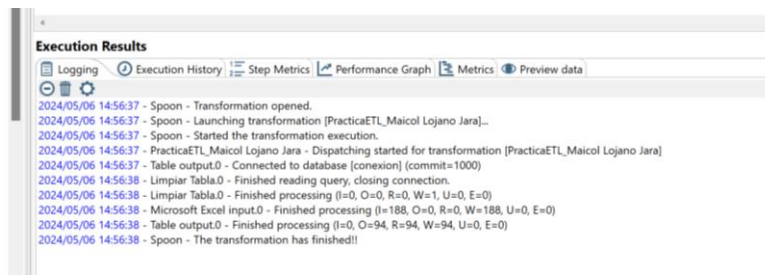 Execution Results
Logging Execution History Step Metrics Performance Graph Metrics Preview data
2024/05/06 14:56:37 - Spoon - Transformation opened.
2024/05/06 14:56:37 - Spoon - Launching transformation [PracticaETL_Maicol Lojano Jara]...
2024/05/06 14:56:37 - Spoon - Started the transformation execution.
2024/05/06 14:56:37 - PracticaETL_Maicol Lojano Jara - Dispatching started for transformation [PracticaETL_Maicol Lojano Jara]
2024/05/06 14:56:37 - Table output.0 - Connected to database [conexion] (commit=1000)
2024/05/06 14:56:38 - Limpiar Tabla.0 - Finished reading query, closing connection.
2024/05/06 14:56:38 - Limpiar Tabla.0 - Finished processing (I=0, O=0, R=0, W=1, U=0, E=0)
2024/05/06 14:56:38 - Microsoft Excel input.0 - Finished processing (I=188, O=0, R=0, W=188, U=0, E=0)
2024/05/06 14:56:38 - Table output.0 - Finished processing (I=0, O=94, R=94, W=94, U=0, E=0)
2024/05/06 14:56:38 - Spoon - The transformation has finished!!